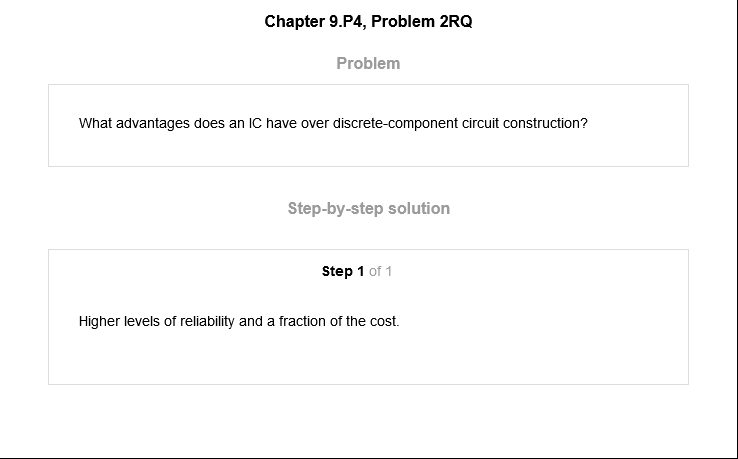 Chapter 9.P4, Problem 2RQ
Problem
What advantages does an IC have over discrete-component circuit construction?
Step-by-step solution
Step 1 of 1
Higher levels of reliability and a fraction of the cost.